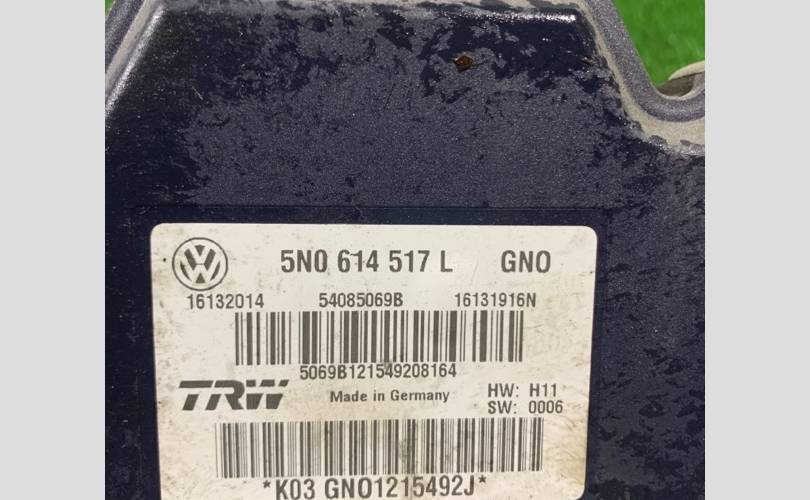 5N0 614 517 L GNO
16132014 54085069B 16131916N
5069B121549208164
TRW Made in Germany HW: H11
SW: 0006
*K03 GNO1215492J*